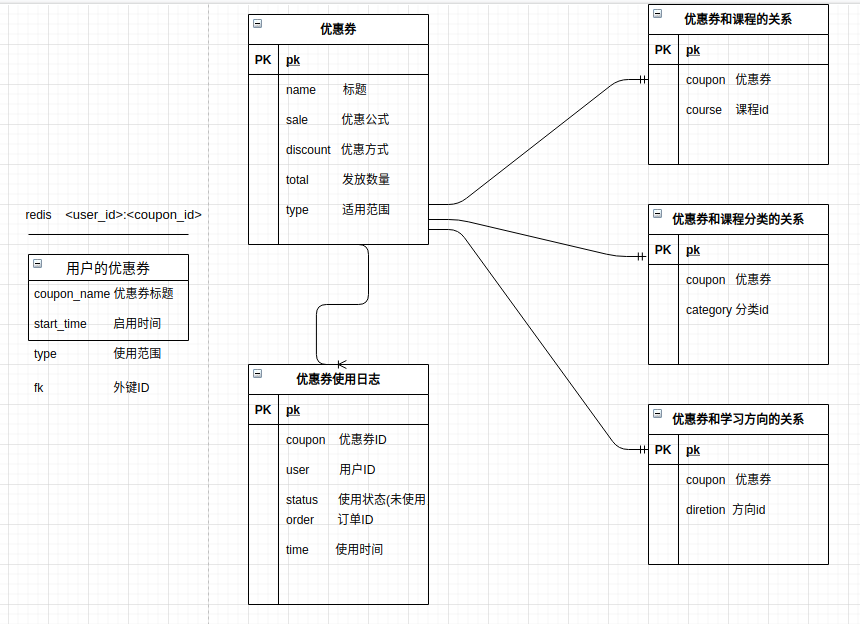 优惠券
PK pk
name 标题
sale 优惠公式
discount 优惠方式
total 发放数量
type 适用范围
优惠券和课程的关系
PK pk
coupon 优惠券
course 课程id
优惠券和课程分类的关系
PK pk
coupon 优惠券
category 分类id
优惠券和学习方向的关系
PK pk
coupon 优惠券
diretion 方向id
redis <user_id>:<coupon_id>
用户的优惠券
coupon_name 优惠券标题
start_time 启用时间
type 使用范围
fk 外键ID
优惠券使用日志
PK pk
coupon 优惠券ID
user 用户ID
status 使用状态(未使用
order 订单ID
time 使用时间